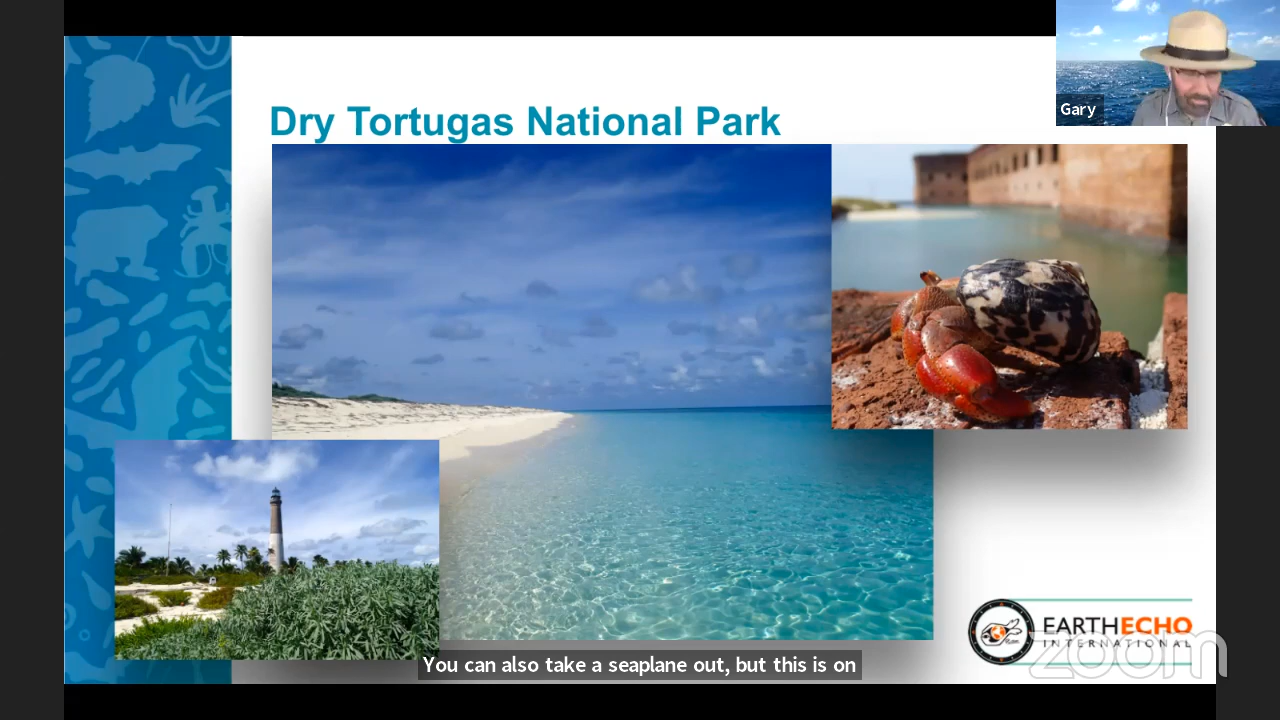 Gary
Dry Tortugas National Park
EARTHECHO
INTERNATIONAL
zoom
You can also take a seaplane out, but this is on